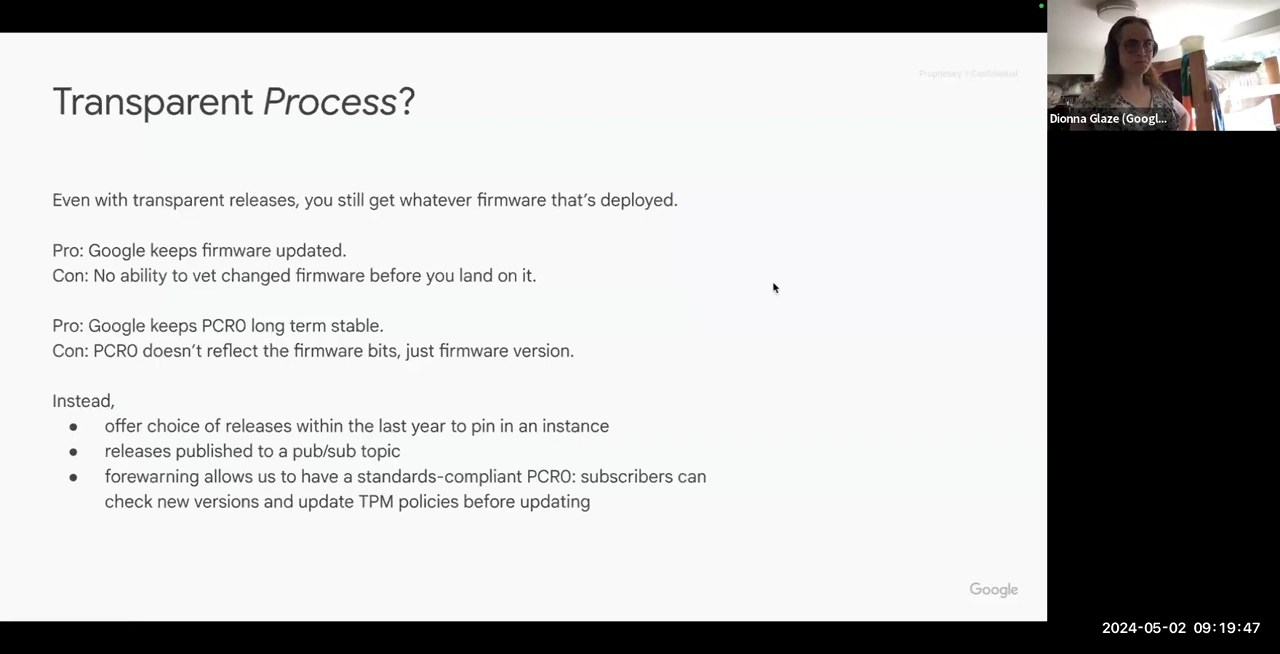 Proprietary + Confidential
Transparent Process?
Even with transparent releases, you still get whatever firmware that's deployed.
Pro: Google keeps firmware updated.
Con: No ability to vet changed firmware before you land on it.
Pro: Google keeps PCR0 long term stable.
Con: PCR0 doesn't reflect the firmware bits, just firmware version.
Instead,
● offer choice of releases within the last year to pin in an instance
● releases published to a pub/sub topic
● forewarning allows us to have a standards-compliant PCR0: subscribers can
check new versions and update TPM policies before updating
Google
Dionna Glaze (Googl...
2024-05-02 09:19:47